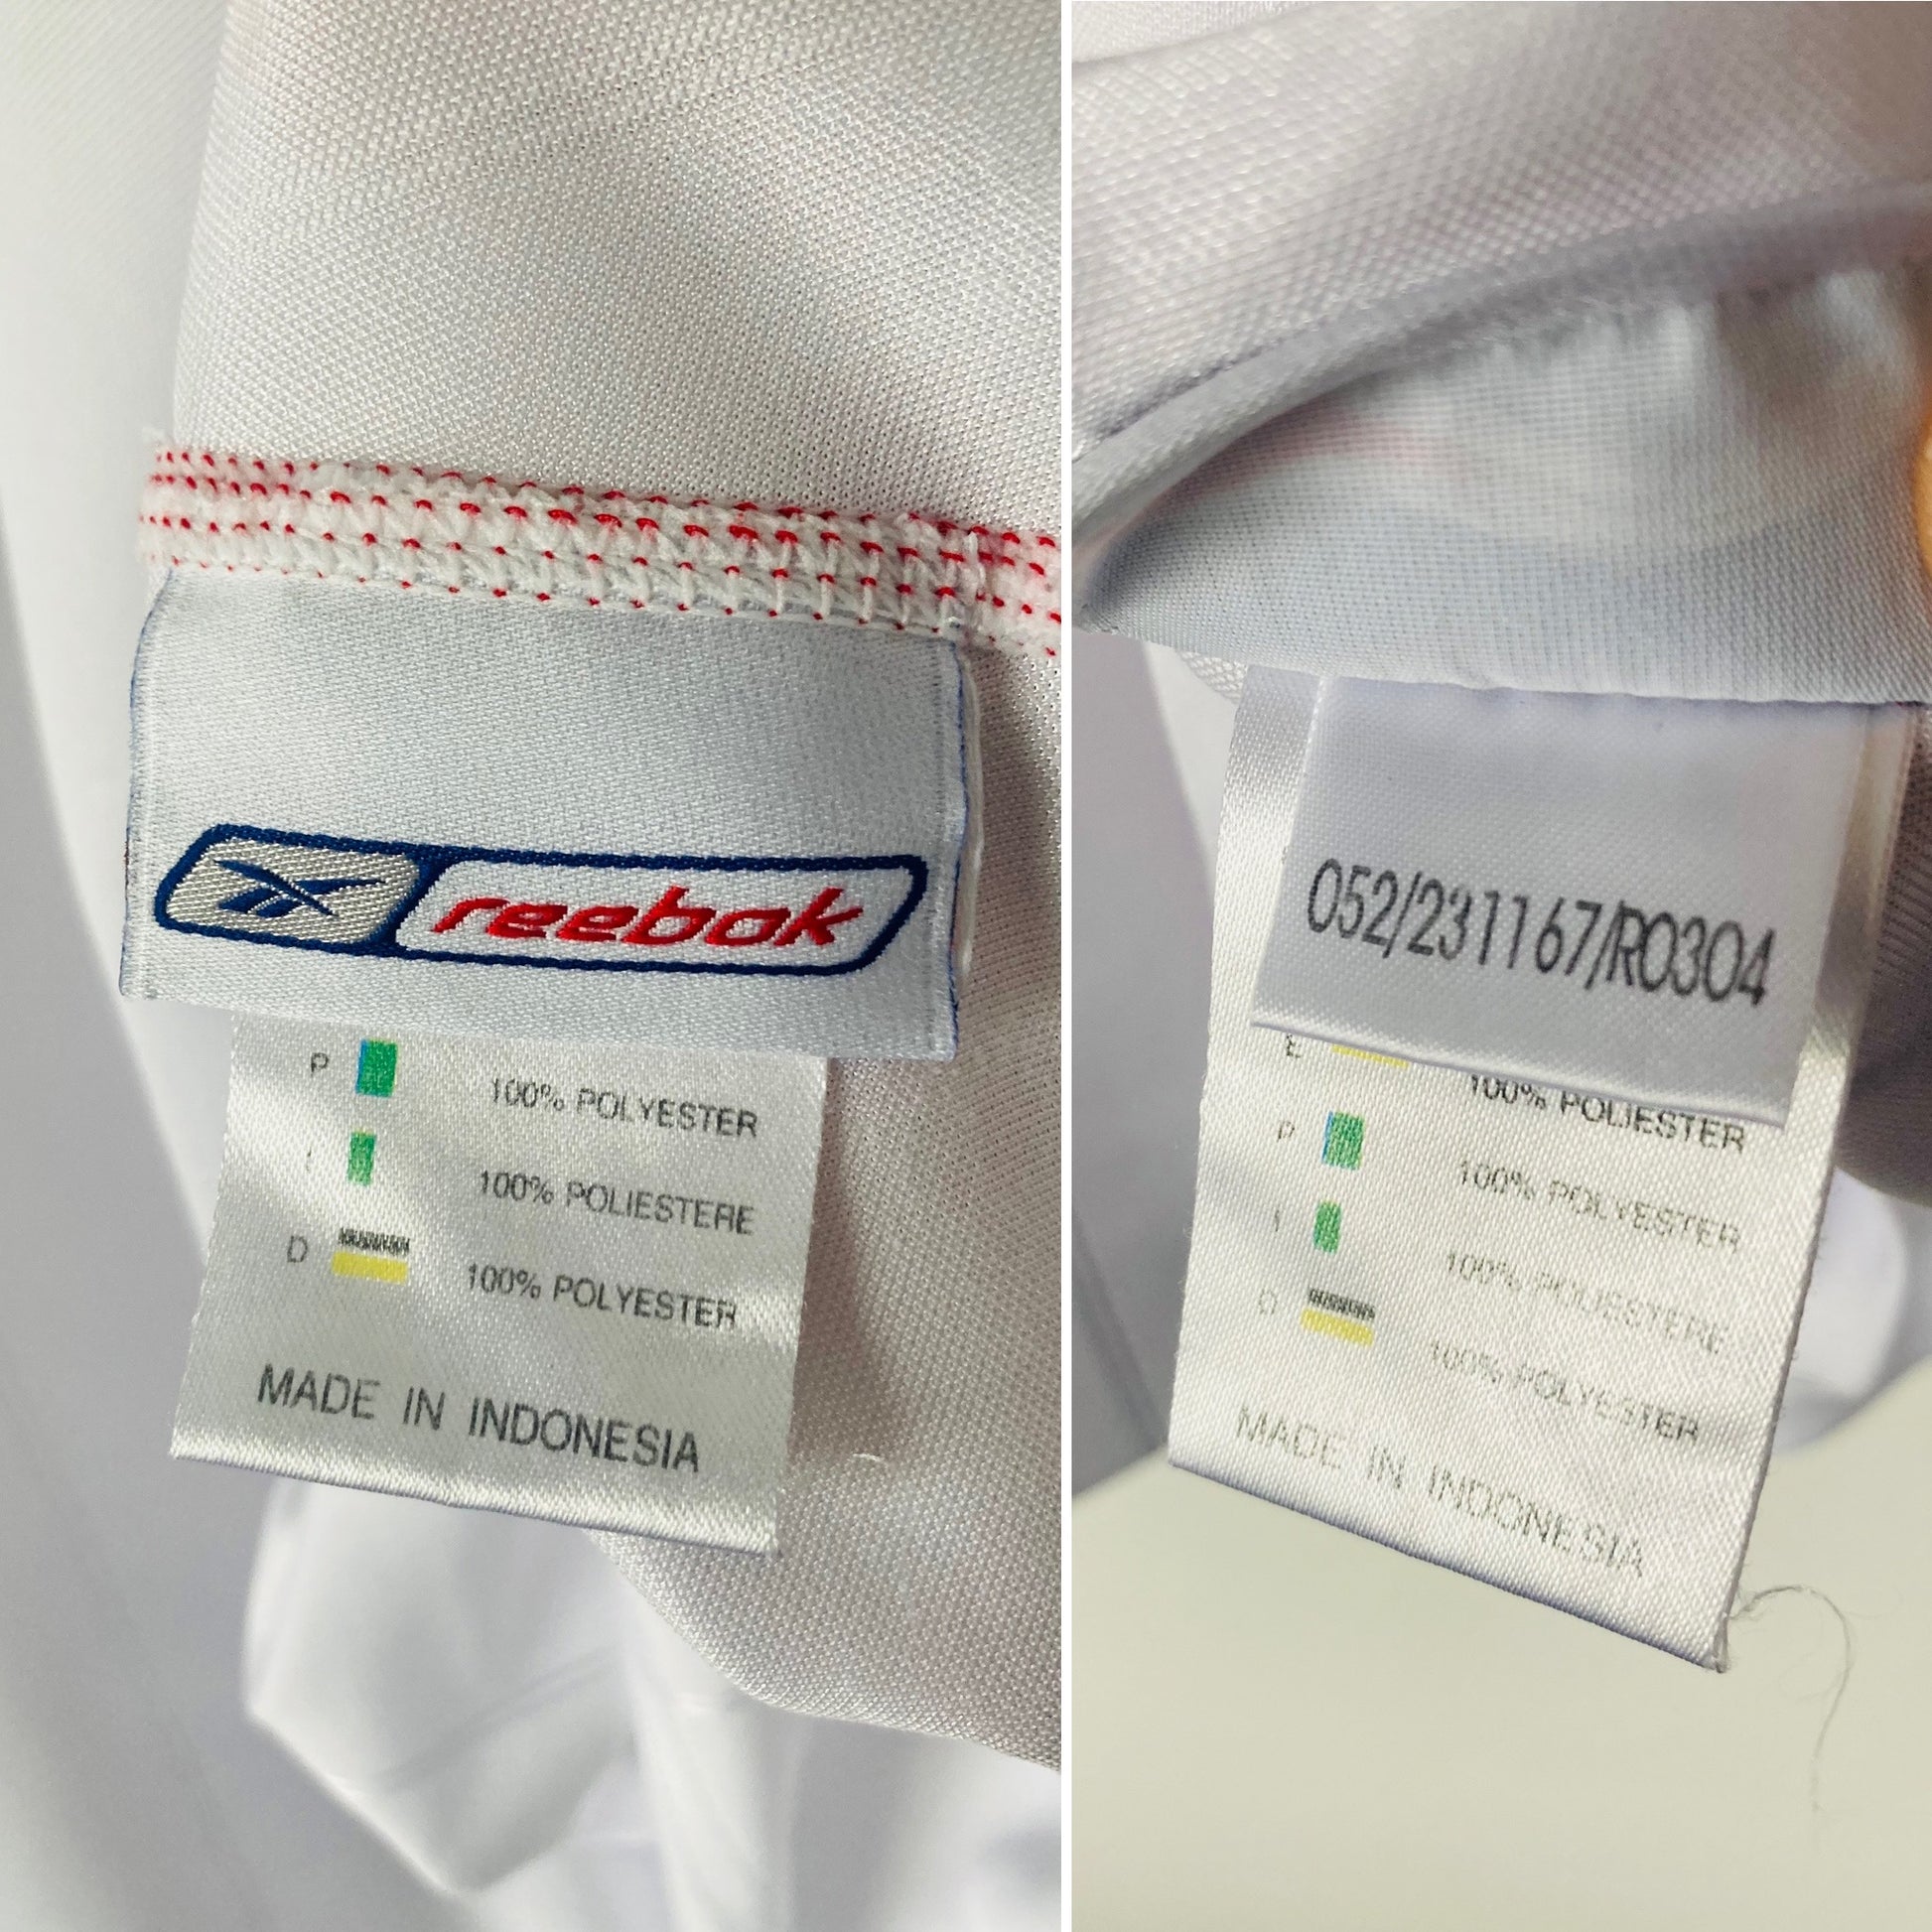 reebok
P 100% POLYESTER
I 100% POLIESTERE
D 100% POLYESTER
MADE IN INDONESIA
052/231167/R0304
E 100% POLIESTER
P 100% POLYESTER
I 100% POLIESTERE
D 100% POLYESTER
MADE IN INDONESIA